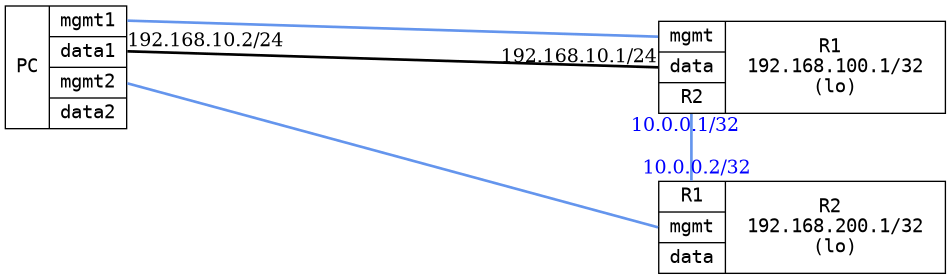 PC
mgmt1
data1
mgmt2
data2
192.168.10.2/24
192.168.10.1/24
mgmt
data
R2
R1
192.168.100.1/32
(lo)
10.0.0.1/32
10.0.0.2/32
R1
mgmt
data
R2
192.168.200.1/32
(lo)